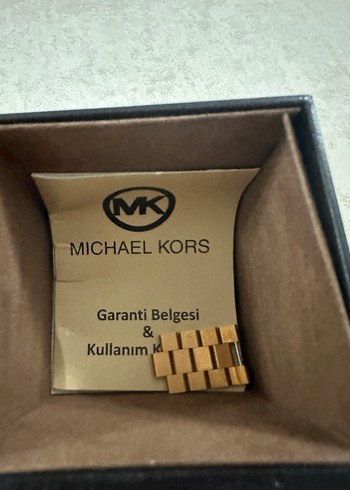 MK
MICHAEL KORS
Garanti Belgesi
&
Kullanım